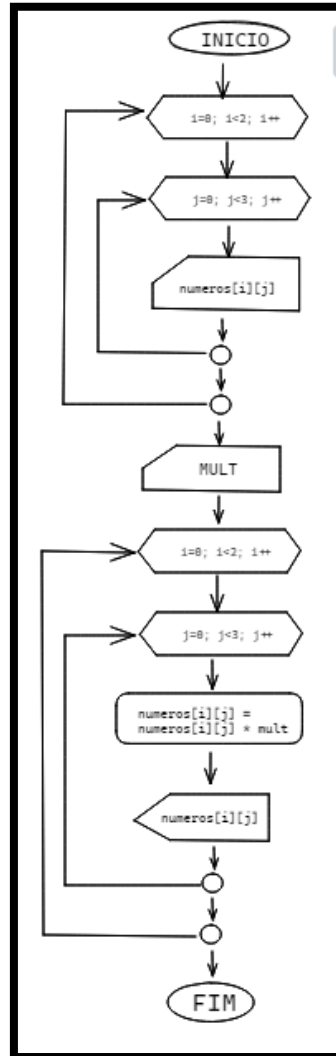 INICIO
i=0; i<2; i++
j=0; j<3; j++
numeros[i][j]
MULT
i=0; i<2; i++
j=0; j<3; j++
numeros[i][j] =
numeros[i][j] * mult
numeros[i][j]
FIM